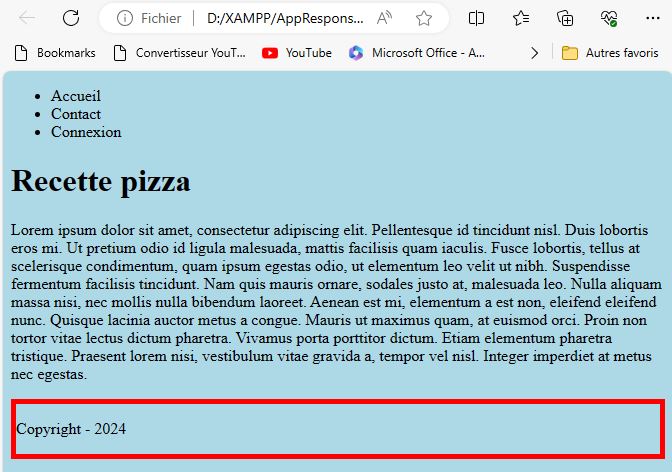 Fichier D:/XAMPP/AppRespons...
Bookmarks Convertisseur YouT... YouTube Microsoft Office - A... Autres favoris
Accueil
Contact
Connexion
Recette pizza
Lorem ipsum dolor sit amet, consectetur adipiscing elit. Pellentesque id tincidunt nisl. Duis lobortis
eros mi. Ut pretium odio id ligula malesuada, mattis facilisis quam iaculis. Fusce lobortis, tellus at
scelerisque condimentum, quam ipsum egestas odio, ut elementum leo velit ut nibh. Suspendisse
fermentum facilisis tincidunt. Nam quis mauris ornare, sodales justo at, malesuada leo. Nulla aliquam
massa nisi, nec mollis nulla bibendum laoreet. Aenean est mi, elementum a est non, eleifend eleifend
nunc. Quisque lacinia auctor metus a congue. Mauris ut maximus quam, at euismod orci. Proin non
tortor vitae lectus dictum pharetra. Vivamus porta porttitor dictum. Etiam elementum pharetra
tristique. Praesent lorem nisi, vestibulum vitae gravida a, tempor vel nisl. Integer imperdiet at metus
nec egestas.
Copyright - 2024